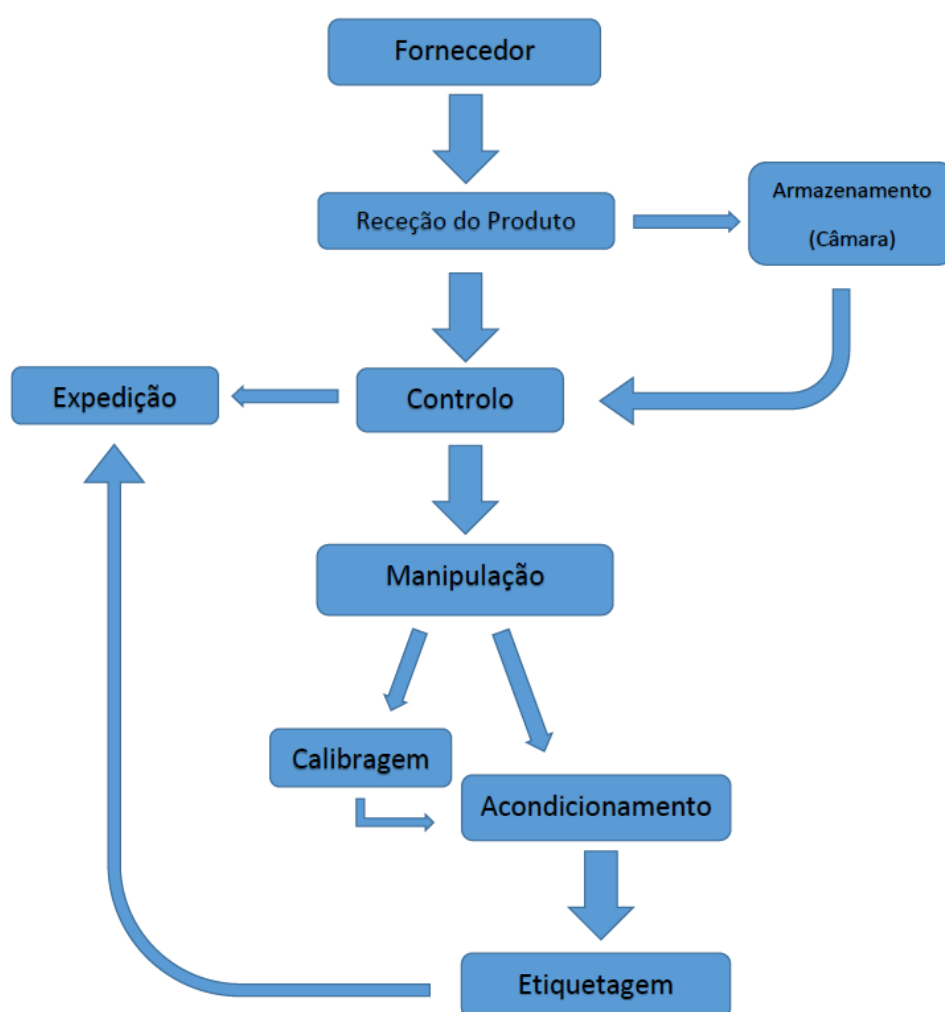 Fornecedor
Receção do Produto
Armazenamento
(Câmara)
Expedição
Controlo
Manipulação
Calibragem
Acondicionamento
Etiquetagem